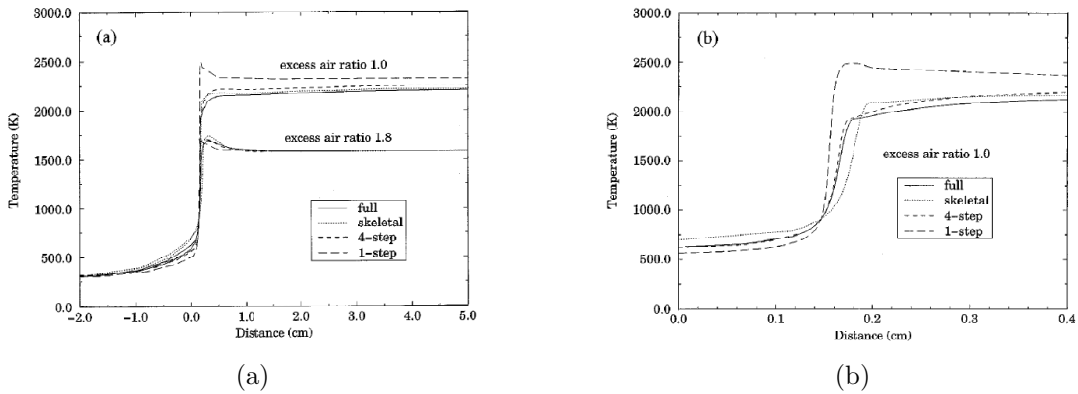 (a)
excess air ratio 1.0
excess air ratio 1.8
full
skeletal
4-step
1-step
3000.0
2500.0
2000.0
1500.0
1000.0
500.0
0.0
Temperature (K)
-2.0 -1.0 0.0 1.0 2.0 3.0 4.0 5.0
Distance (cm)
(a)
(b)
excess air ratio 1.0
full
skeletal
4-step
1-step
3000.0
2500.0
2000.0
1500.0
1000.0
500.0
0.0
Temperature (K)
0.0 0.1 0.2 0.3 0.4
Distance (cm)
(b)